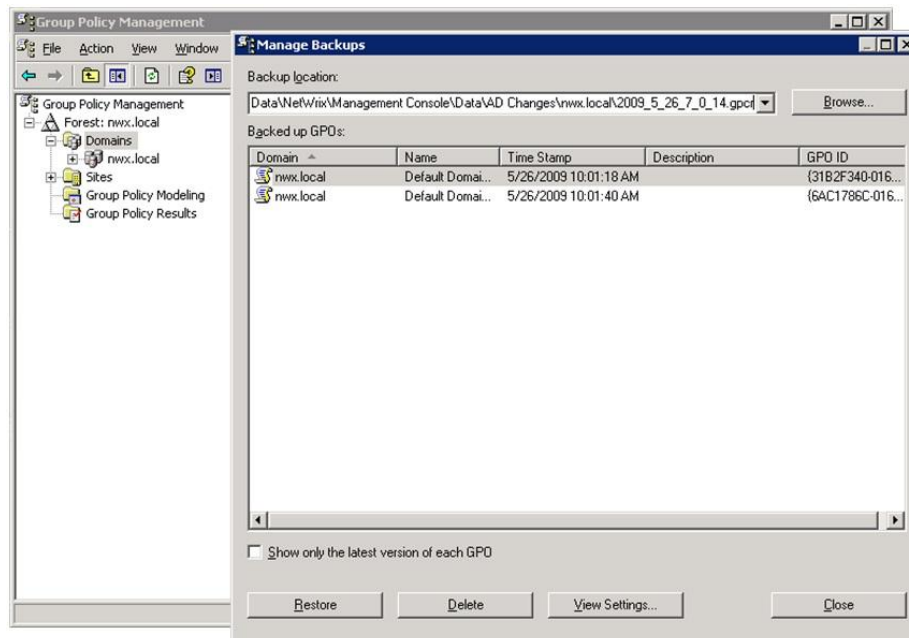 Group Policy Management
File Action View Window
Group Policy Management
Forest: nwx.local
Domains
nwx.local
Sites
Group Policy Modeling
Group Policy Results
Manage Backups
Backup location:
Data\NetWrix\Management Console\Data\AD Changes\nwx.local\2009_5_26_7_0_14.gpcr
Browse...
Backed up GPOs:
Domain Name Time Stamp Description GPO ID
nwx.local Default Domai... 5/26/2009 10:01:18 AM {31B2F340-016...
nwx.local Default Domai... 5/26/2009 10:01:40 AM {6AC1786C-016...
Show only the latest version of each GPO
Restore Delete View Settings... Close